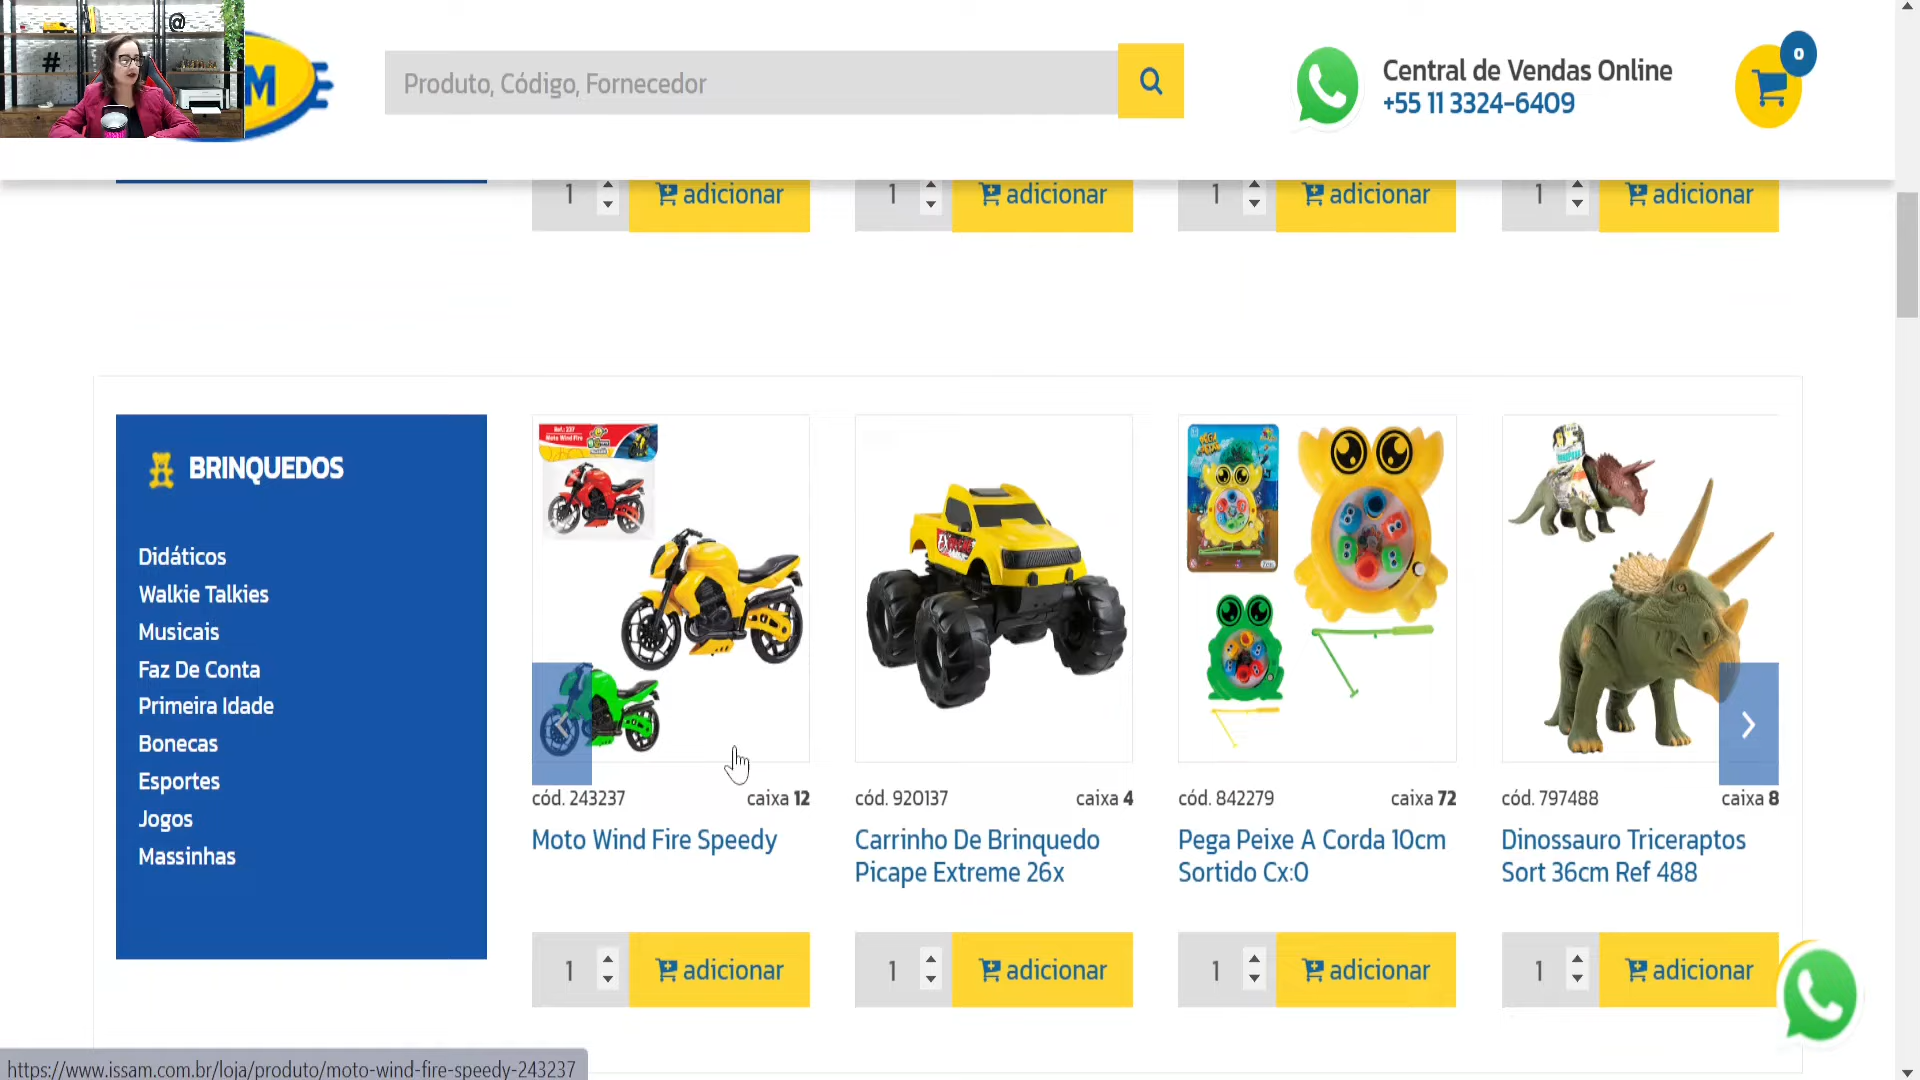 @
#
M
Produto, Código, Fornecedor
Central de Vendas Online
+55 11 3324-6409
0
1 adicionar
1 adicionar
1 adicionar
1 adicionar
BRINQUEDOS
Didáticos
Walkie Talkies
Musicais
Faz De Conta
Primeira Idade
Bonecas
Esportes
Jogos
Massinhas
cód. 243237 caixa 12
Moto Wind Fire Speedy
1 adicionar
cód. 920137 caixa 4
Carrinho De Brinquedo
Picape Extreme 26x
1 adicionar
cód. 842279 caixa 72
Pega Peixe A Corda 10cm
Sortido Cx:0
1 adicionar
cód. 797488 caixa 8
Dinossauro Triceraptos
Sort 36cm Ref 488
1 adicionar
https://www.issam.com.br/loja/produto/moto-wind-fire-speedy-243237